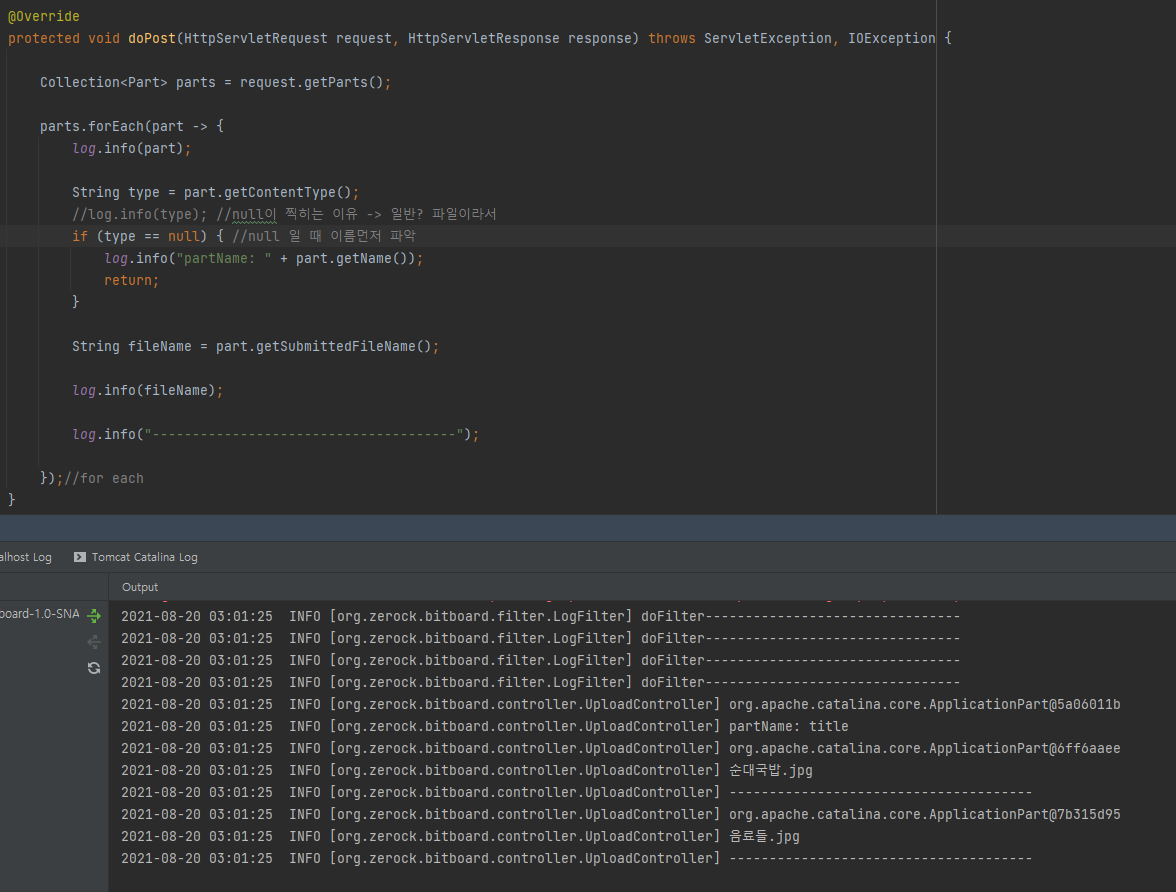 @Override
protected void doPost(HttpServletRequest request, HttpServletResponse response) throws ServletException, IOException {
Collection<Part> parts = request.getParts();
parts.forEach(part -> {
log.info(part);
String type = part.getContentType();
//log.info(type); //null이 찍히는 이유 -> 일반? 파일이라서
if (type == null) { //null 일 때 이름먼저 파악
log.info("partName: " + part.getName());
return;
}
String fileName = part.getSubmittedFileName();
log.info(fileName);
log.info("--------------------------------------");
});//for each
}
alhost Log Tomcat Catalina Log
Output
board-1.0-SNA
2021-08-20 03:01:25 INFO [org.zerock.bitboard.filter.LogFilter] doFilter--------------------------------
2021-08-20 03:01:25 INFO [org.zerock.bitboard.filter.LogFilter] doFilter--------------------------------
2021-08-20 03:01:25 INFO [org.zerock.bitboard.filter.LogFilter] doFilter--------------------------------
2021-08-20 03:01:25 INFO [org.zerock.bitboard.filter.LogFilter] doFilter--------------------------------
2021-08-20 03:01:25 INFO [org.zerock.bitboard.controller.UploadController] org.apache.catalina.core.ApplicationPart@5a06011b
2021-08-20 03:01:25 INFO [org.zerock.bitboard.controller.UploadController] partName: title
2021-08-20 03:01:25 INFO [org.zerock.bitboard.controller.UploadController] org.apache.catalina.core.ApplicationPart@6ff6aaee
2021-08-20 03:01:25 INFO [org.zerock.bitboard.controller.UploadController] 순대국밥.jpg
2021-08-20 03:01:25 INFO [org.zerock.bitboard.controller.UploadController] --------------------------------------
2021-08-20 03:01:25 INFO [org.zerock.bitboard.controller.UploadController] org.apache.catalina.core.ApplicationPart@7b315d95
2021-08-20 03:01:25 INFO [org.zerock.bitboard.controller.UploadController] 음료들.jpg
2021-08-20 03:01:25 INFO [org.zerock.bitboard.controller.UploadController] --------------------------------------